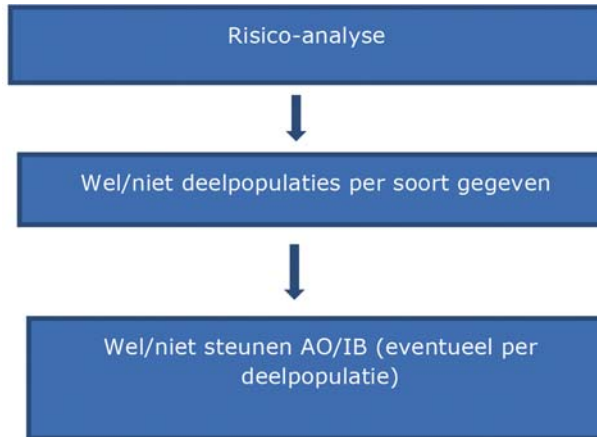 Risico-analyse
Wel/niet deelpopulaties per soort gegeven
Wel/niet steunen AO/IB (eventueel per
deelpopulatie)